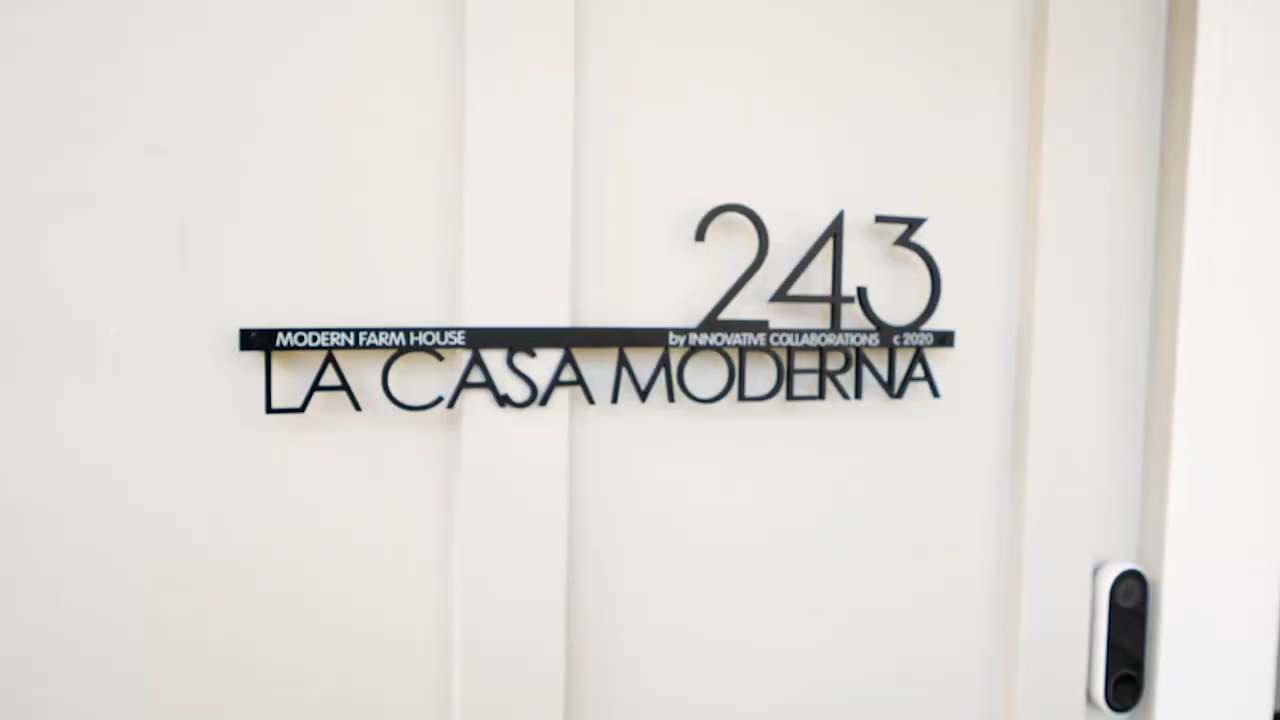 243
MODERN FARM HOUSE by INNOVATIVE COLLABORATIONS c 2020
LA CASA MODERNA